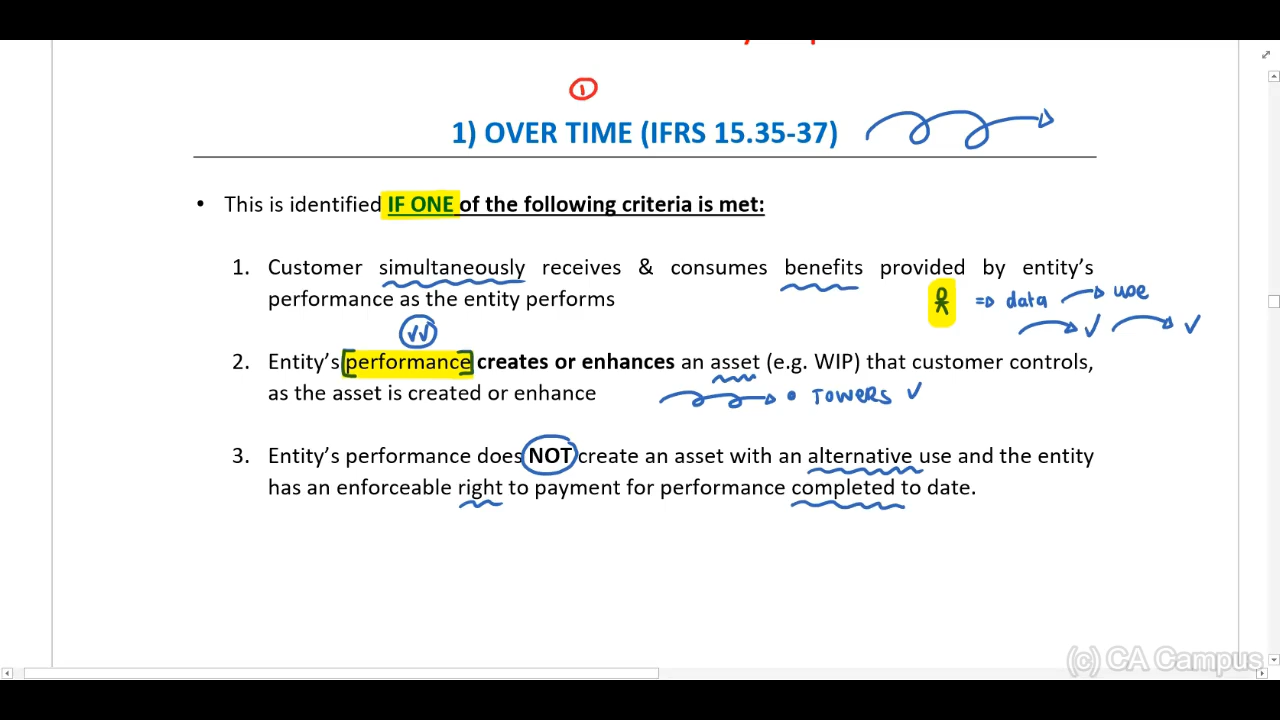 1
1) OVER TIME (IFRS 15.35-37)
• This is identified IF ONE of the following criteria is met:
1. Customer simultaneously receives & consumes benefits provided by entity's
performance as the entity performs
⇒ data → use
2. Entity's [performance] creates or enhances an asset (e.g. WIP) that customer controls,
as the asset is created or enhance
• TOWERS ✓
3. Entity's performance does NOT create an asset with an alternative use and the entity
has an enforceable right to payment for performance completed to date.
(c) CA Campus